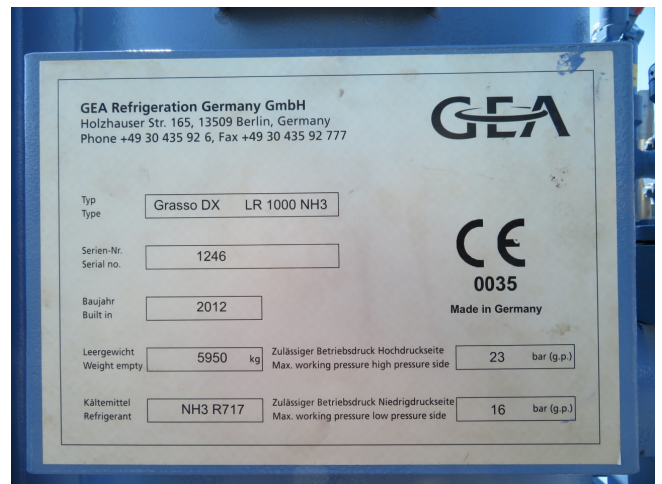 GEA Refrigeration Germany GmbH
Holzhauser Str. 165, 13509 Berlin, Germany
Phone +49 30 435 92 6, Fax +49 30 435 92 777
GEA
Typ
Type
Grasso DX LR 1000 NH3
Serien-Nr.
Serial no.
1246
CE
0035
Made in Germany
Baujahr
Built in
2012
Leergewicht
Weight empty
5950 kg
Zulässiger Betriebsdruck Hochdruckseite
Max. working pressure high pressure side
23 bar (g.p.)
Kältemittel
Refrigerant
NH3 R717
Zulässiger Betriebsdruck Niedrigdruckseite
Max. working pressure low pressure side
16 bar (g.p.)